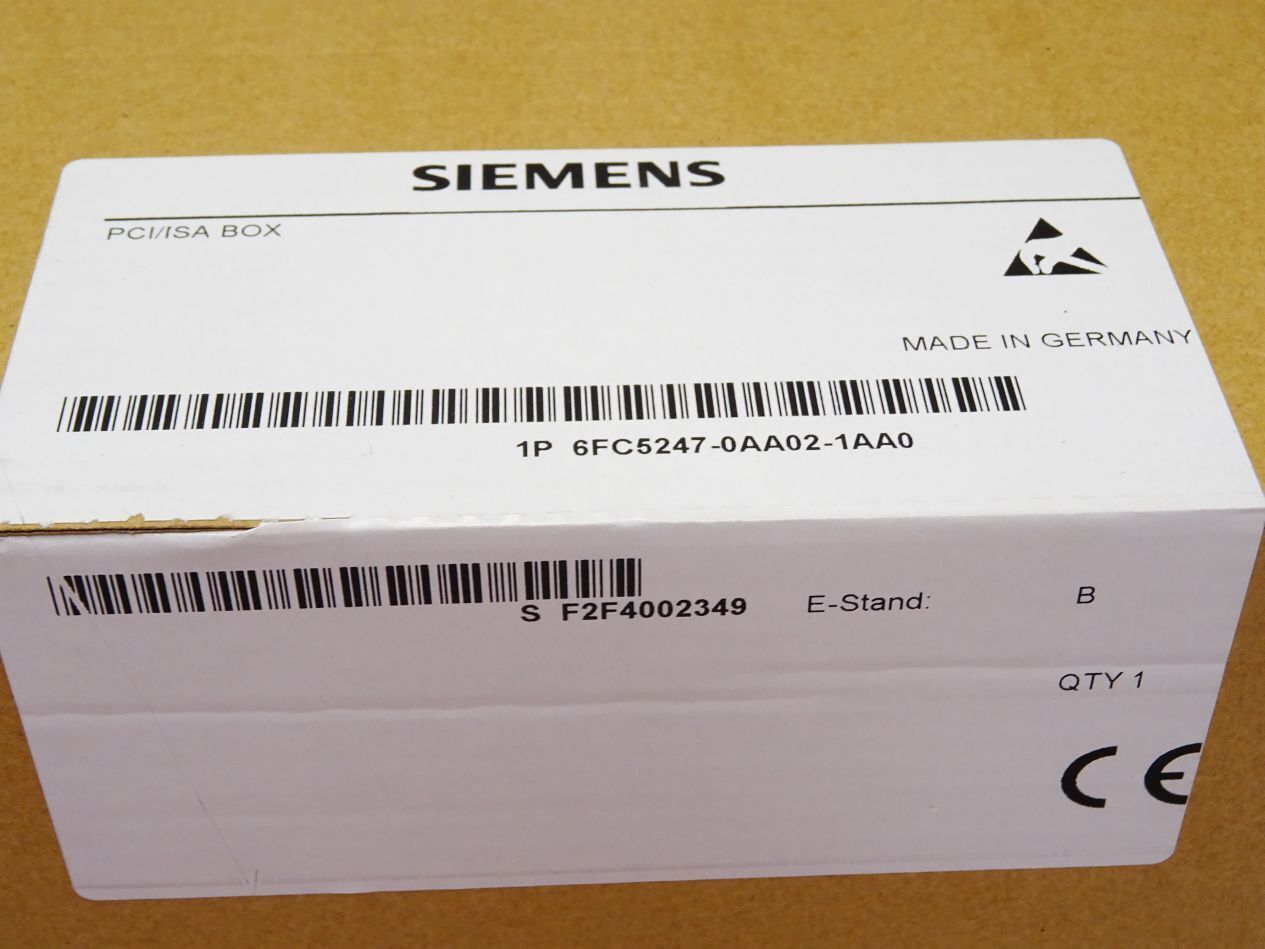 SIEMENS
PCI/ISA BOX
MADE IN GERMANY
1P 6FC5247-0AA02-1AA0
S F2F4002349 E-Stand: B
QTY 1
CE